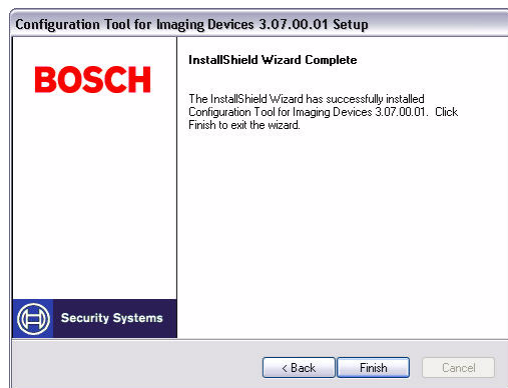 Configuration Tool for Imaging Devices 3.07.00.01 Setup
BOSCH
InstallShield Wizard Complete
The InstallShield Wizard has successfully installed
Configuration Tool for Imaging Devices 3.07.00.01. Click
Finish to exit the wizard.
Security Systems
< Back
Finish
Cancel